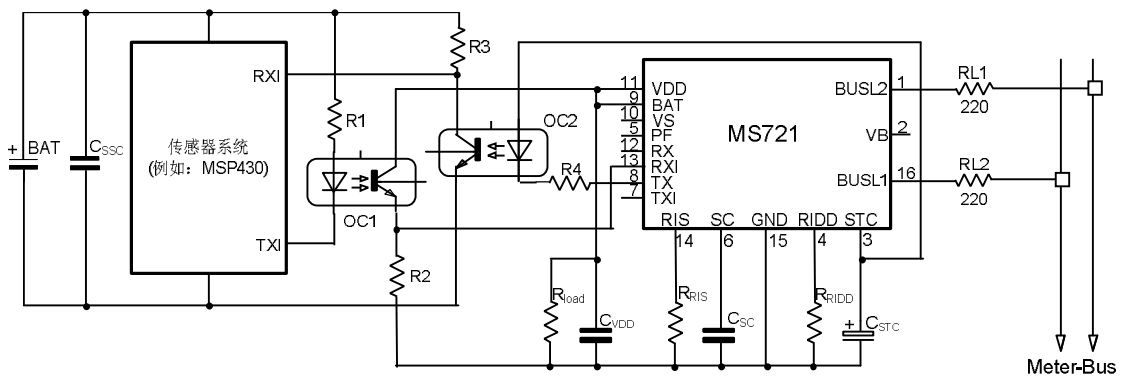 R3
RXI
R1
BAT
+
CSSC
传感器系统
(例如：MSP430)
TXI
OC1
R2
OC2
R4
11 VDD
9 BAT
10 VS
5 PF
12 RX
13 RXI
8 TX
7 TXI
MS721
BUSL2 1
VB 2
BUSL1 16
RIS SC GND RIDD STC
14 6 15 4 3
RL1
220
RL2
220
Rload
CVDD
RRIS
CSC
RRIDD
+
CSTC
Meter-Bus